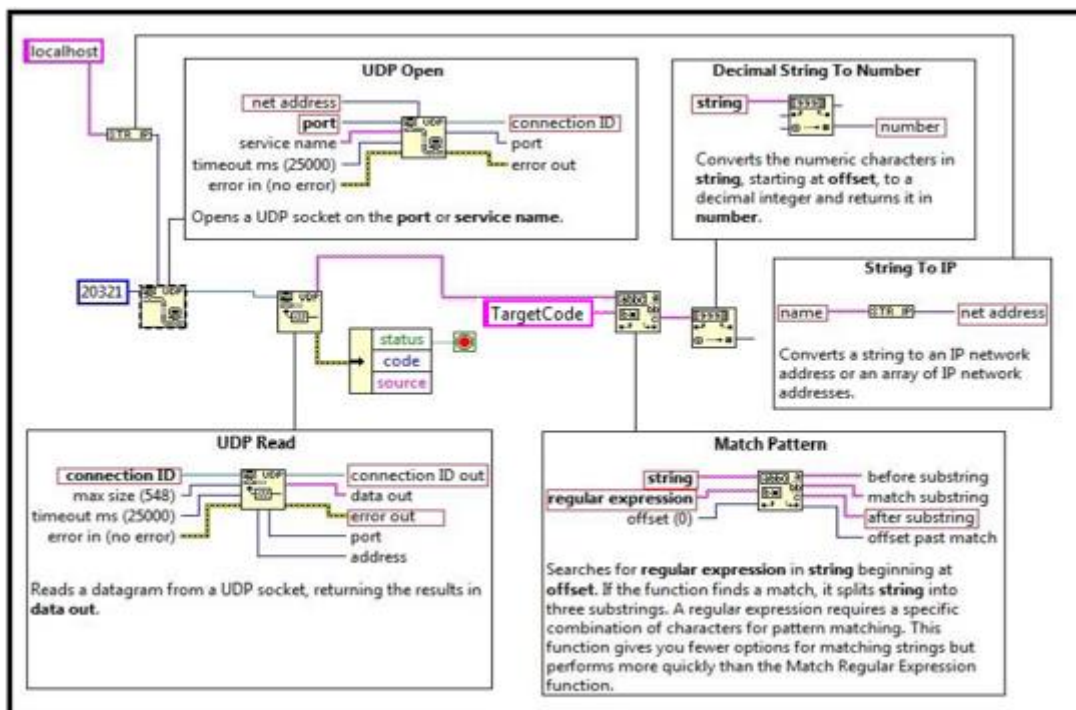 localhost
STR IP
UDP Open
net address
port
service name
timeout ms (25000)
error in (no error)
UDP
connection ID
port
error out
Opens a UDP socket on the port or service name.
Decimal String To Number
string
number
Converts the numeric characters in
string, starting at offset, to a
decimal integer and returns it in
number.
20321
UDP
UDP
status
code
source
TargetCode
String To IP
name
STR IP
net address
Converts a string to an IP network
address or an array of IP network
addresses.
UDP Read
connection ID
max size (548)
timeout ms (25000)
error in (no error)
UDP
connection ID out
data out
error out
port
address
Reads a datagram from a UDP socket, returning the results in
data out.
Match Pattern
string
regular expression
offset (0)
before substring
match substring
after substring
offset past match
Searches for regular expression in string beginning at
offset. If the function finds a match, it splits string into
three substrings. A regular expression requires a specific
combination of characters for pattern matching. This
function gives you fewer options for matching strings but
performs more quickly than the Match Regular Expression
function.